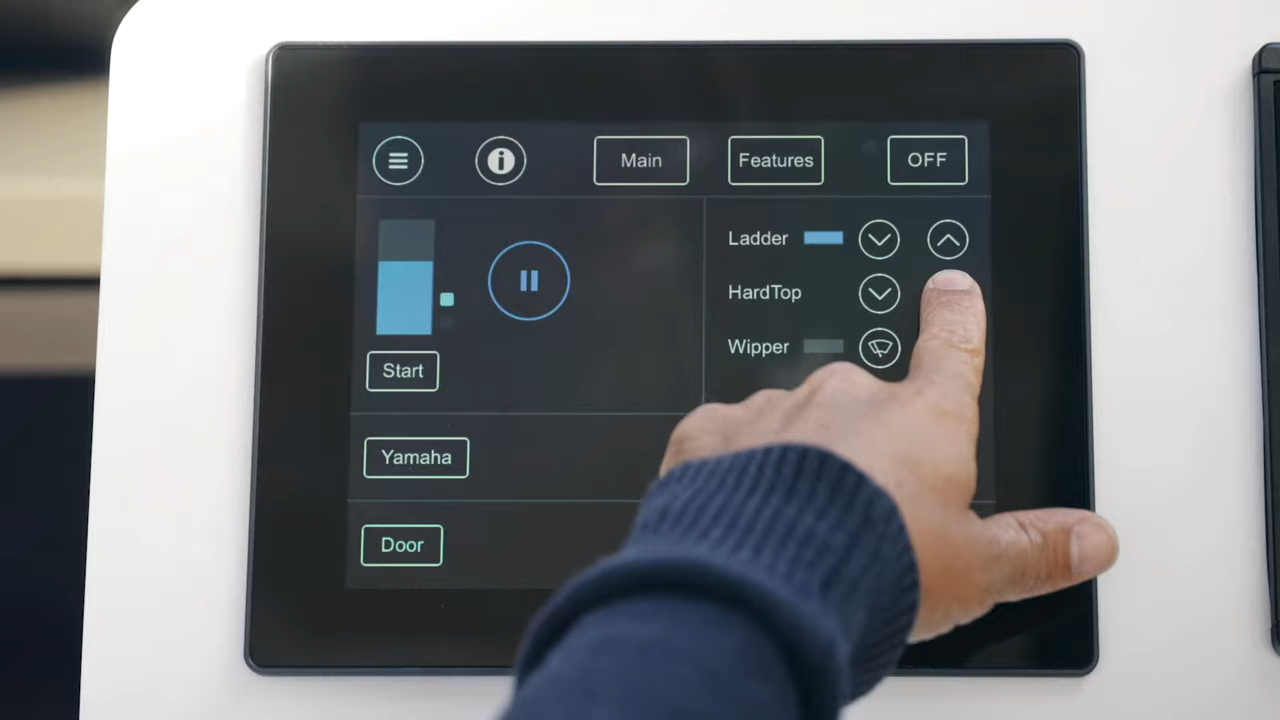 Main
Features
OFF
Ladder
HardTop
Wipper
Start
Yamaha
Door